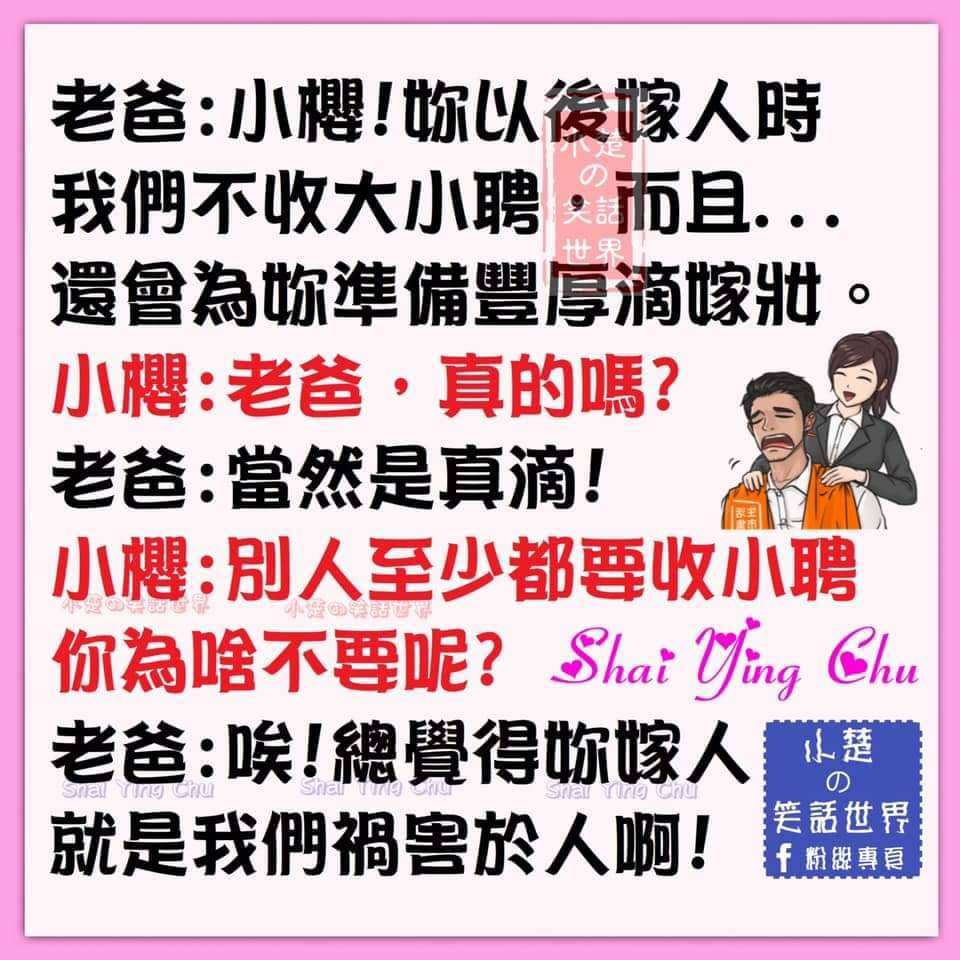 老爸:小櫻!妳以後嫁人時
我們不收大小聘，而且...
還會為妳準備豐厚滴嫁妝。
小櫻:老爸，真的嗎?
老爸:當然是真滴!
小櫻:別人至少都要收小聘
你為啥不要呢?
老爸:唉!總覺得妳嫁人
就是我們禍害於人啊!
小楚
の
笑話
世界
小楚の笑話世界
小楚の笑話世界
Shai Ying Chu
Shai Ying Chu
Shai Ying Chu
Shai Ying Chu
小楚
の
笑話世界
f 粉絲專頁